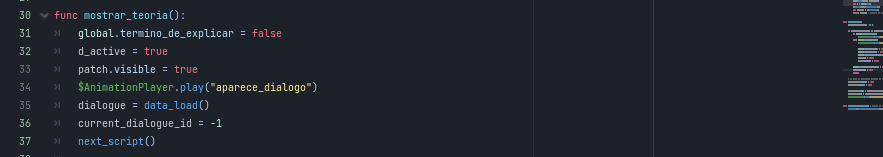 30 func mostrar_teoria():
31 global.termino_de_explicar = false
32 d_active = true
33 patch.visible = true
34 $AnimationPlayer.play("aparece_dialogo")
35 dialogue = data_load()
36 current_dialogue_id = -1
37 next_script()